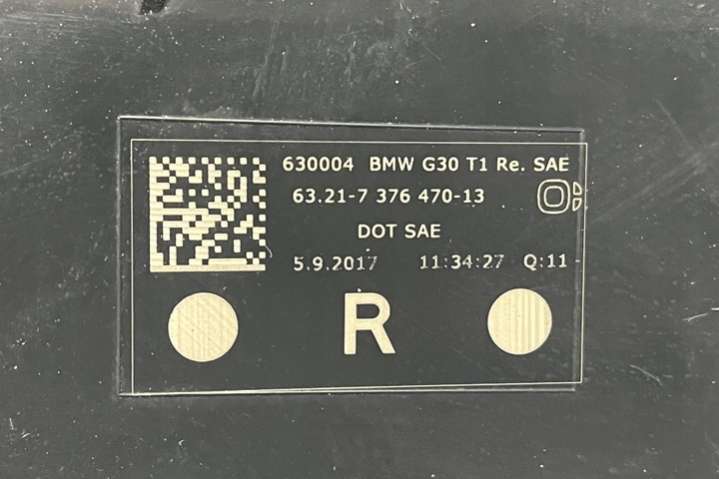 630004 BMW G30 T1 Re. SAE
63.21-7 376 470-13
DOT SAE
5.9.2017 11:34:27 Q:11
R